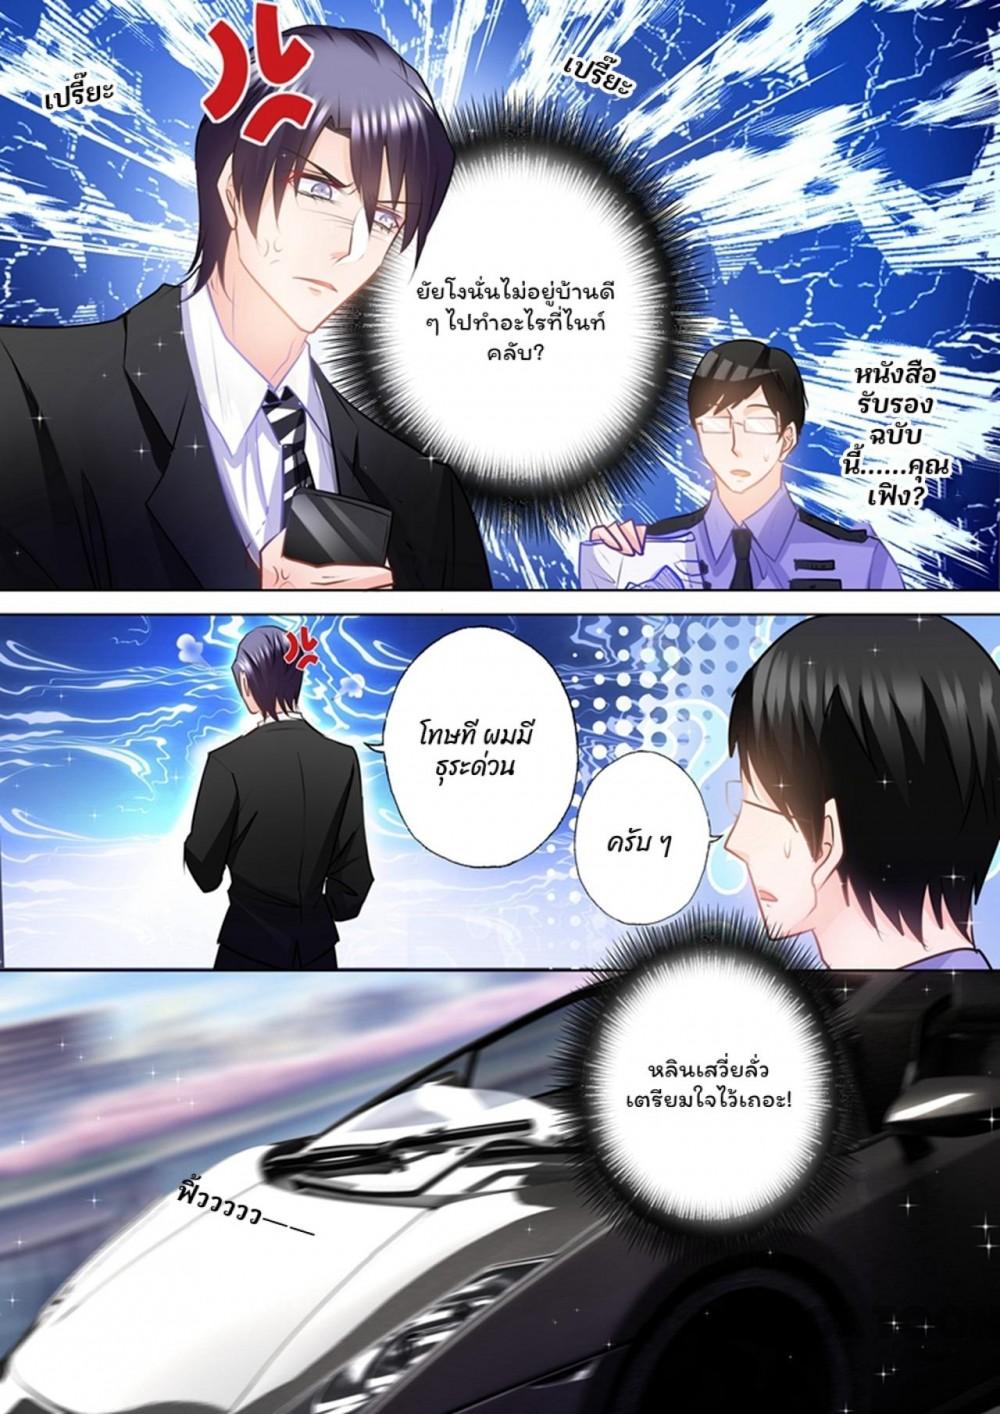 เปรี๊ยะ
เปรี๊ยะ
ยัยโงนั่นไม่อยู่บ้านดี
ๆ ไปทำอะไรที่ไนท์
คลับ?
หนังสือ
รับรอง
ฉบับ
นี้......คุณ
เฟิง?
โทษที ผมมี
ธุระด่วน
ครับ ๆ
หลินเสวี่ยลั่ว
เตรียมใจไว้เถอะ!
ฟิ้ววววว——